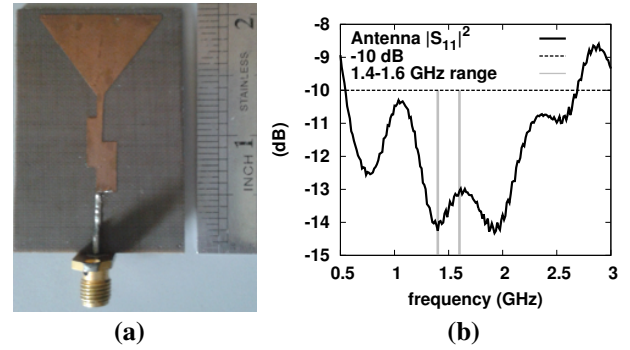 2
STAINLESS
1
INCH
Antenna |S₁₁|²
-10 dB
1.4-1.6 GHz range
-8
-9
-10
-11
-12
-13
-14
-15
(dB)
0.5 1 1.5 2 2.5 3
frequency (GHz)
(a) (b)